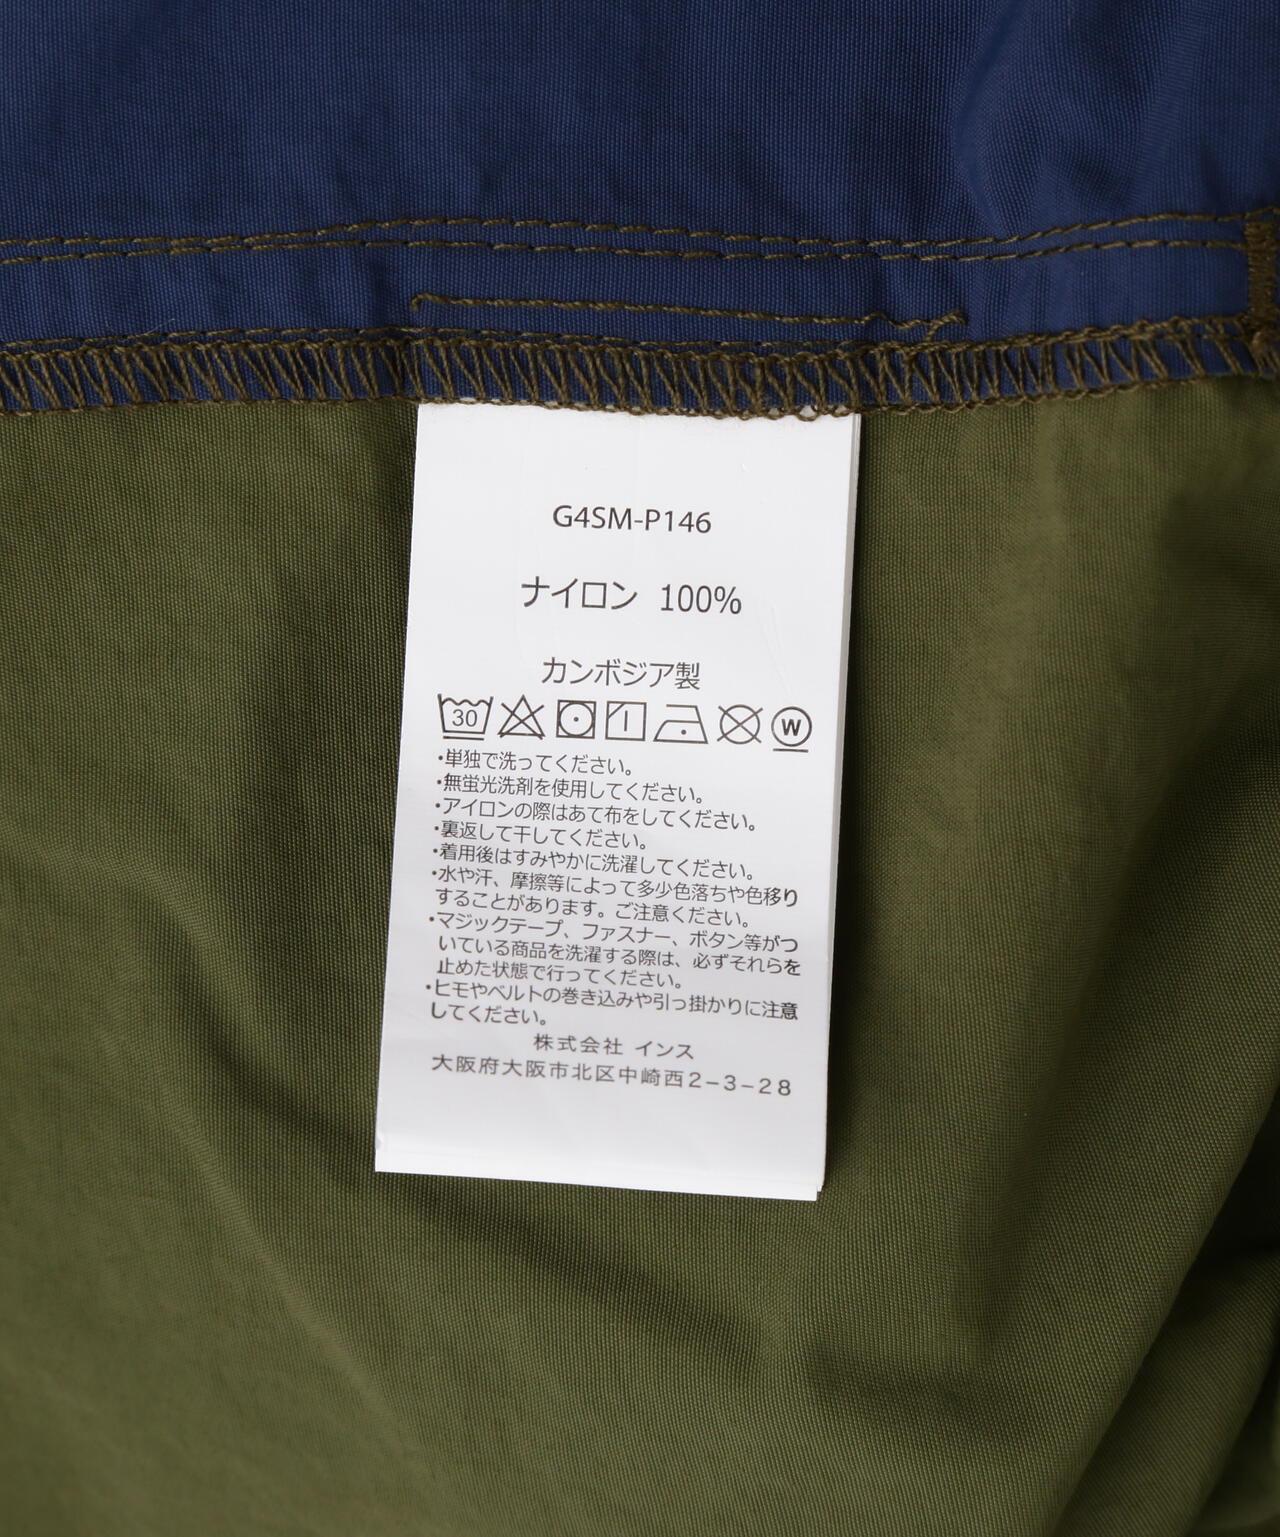 G4SM-P146
ナイロン 100%
カンボジア製
30 W
・単独で洗ってください。
・無蛍光洗剤を使用してください。
・アイロンの際はあて布をしてください。
・裏返して干してください。
・着用後はすみやかに洗濯してください。
・水や汗、摩擦等によって多少色落ちや色移り
することがあります。ご注意ください。
・マジックテープ、ファスナー、ボタン等がつ
いている商品を洗濯する際は、必ずそれらを
止めた状態で行ってください。
・ヒモやベルトの巻き込みや引っ掛かりに注意
してください。
株式会社 インス
大阪府大阪市北区中崎西2-3-28